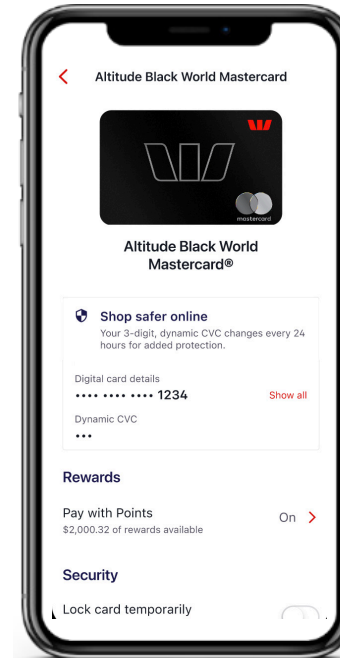 Altitude Black World Mastercard
mastercard
Altitude Black World
Mastercard®
Shop safer online
Your 3-digit, dynamic CVC changes every 24
hours for added protection.
Digital card details
•••• •••• •••• 1234
Show all
Dynamic CVC
•••
Rewards
Pay with Points
On
$2,000.32 of rewards available
Security
Lock card temporarily